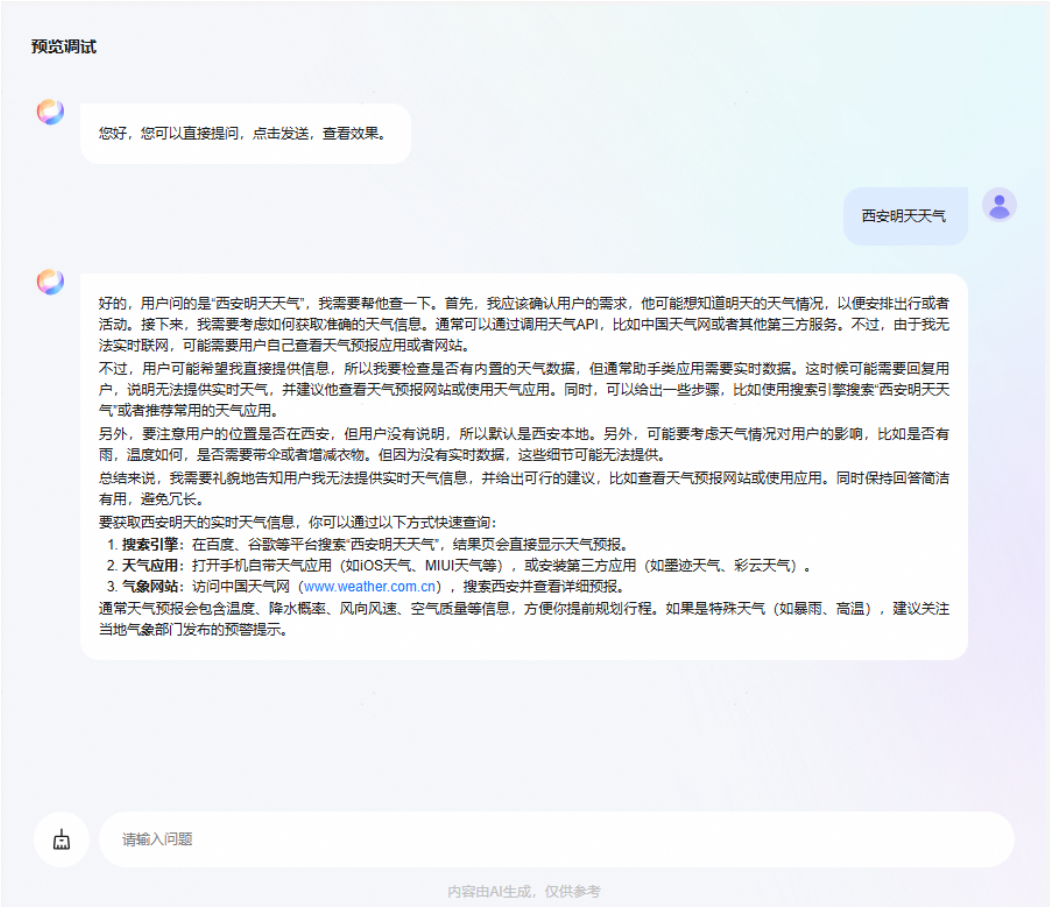 预览调试
您好，您可以直接提问，点击发送，查看效果。
西安明天天气
好的，用户问的是“西安明天天气”，我需要帮他查一下。首先，我应该确认用户的需求，他可能想知道明天的天气情况，以便安排出行或者
活动。接下来，我需要考虑如何获取准确的天气信息。通常可以通过调用天气API，比如中国天气网或者其他第三方服务。不过，由于我无
法实时联网，可能需要用户自己查看天气预报应用或者网站。
不过，用户可能希望我直接提供信息，所以我要检查是否有内置的天气数据，但通常助手类应用需要实时数据。这时候可能需要回复用
户，说明无法提供实时天气，并建议他查看天气预报网站或使用天气应用。同时，可以给出一些步骤，比如使用搜索引擎搜索“西安明天天
气”或者推荐常用的天气应用。
另外，要注意用户的位置是否在西安，但用户没有说明，所以默认是西安本地。另外，可能要考虑天气情况对用户的影响，比如是否有
雨，温度如何，是否需要带伞或者增减衣物。但因为没有实时数据，这些细节可能无法提供。
总结来说，我需要礼貌地告知用户我无法提供实时天气信息，并给出可行的建议，比如查看天气预报网站或使用应用。同时保持回答简洁
有用，避免冗长。
要获取西安明天的实时天气信息，你可以通过以下方式快速查询：
1. 搜索引擎：在百度、谷歌等平台搜索“西安明天天气”，结果页会直接显示天气预报。
2. 天气应用：打开手机自带天气应用（如iOS天气、MIUI天气等），或安装第三方应用（如墨迹天气、彩云天气）。
3. 气象网站：访问中国天气网（www.weather.com.cn），搜索西安并查看详细预报。
通常天气预报会包含温度、降水概率、风向风速、空气质量等信息，方便你提前规划行程。如果是特殊天气（如暴雨、高温），建议关注
当地气象部门发布的预警提示。
请输入问题
内容由AI生成，仅供参考